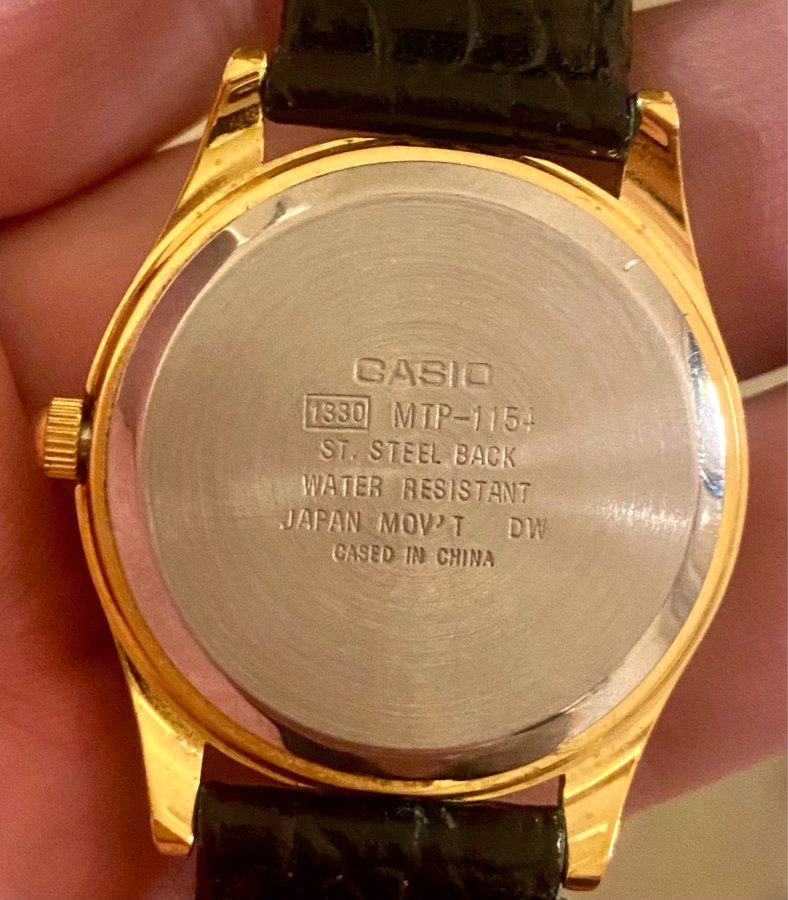 CASIO
1330 MTP-1154
ST. STEEL BACK
WATER RESISTANT
JAPAN MOV'T DW
CASED IN CHINA